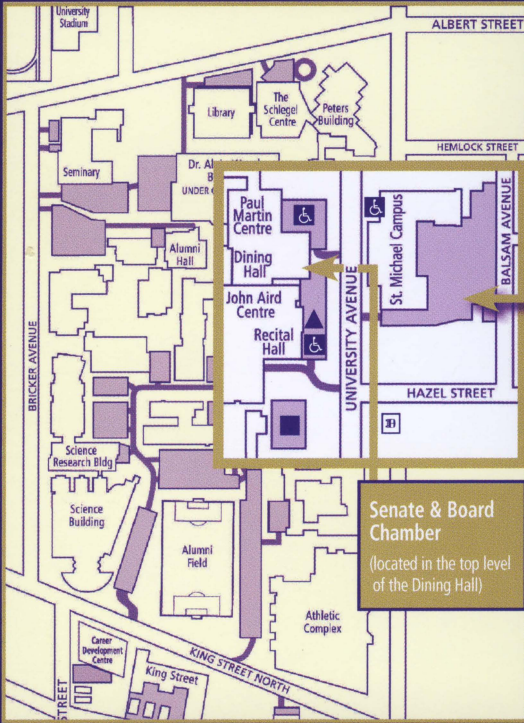 University
Stadium
ALBERT STREET
Library
The
Schlegel
Centre
Peters
Building
HEMLOCK STREET
Seminary
Dr.
UNDER
Alumni
Hall
Paul
Martin
Centre
Dining
Hall
John Aird
Centre
Recital
Hall
UNIVERSITY AVENUE
St. Michael Campus
BALSAM AVENUE
HAZEL STREET
BRICKER AVENUE
Science
Research Bldg
Science
Building
Alumni
Field
Senate & Board
Chamber
(located in the top level
of the Dining Hall)
Athletic
Complex
KING STREET NORTH
Career
Development
Centre
King Street
STREET